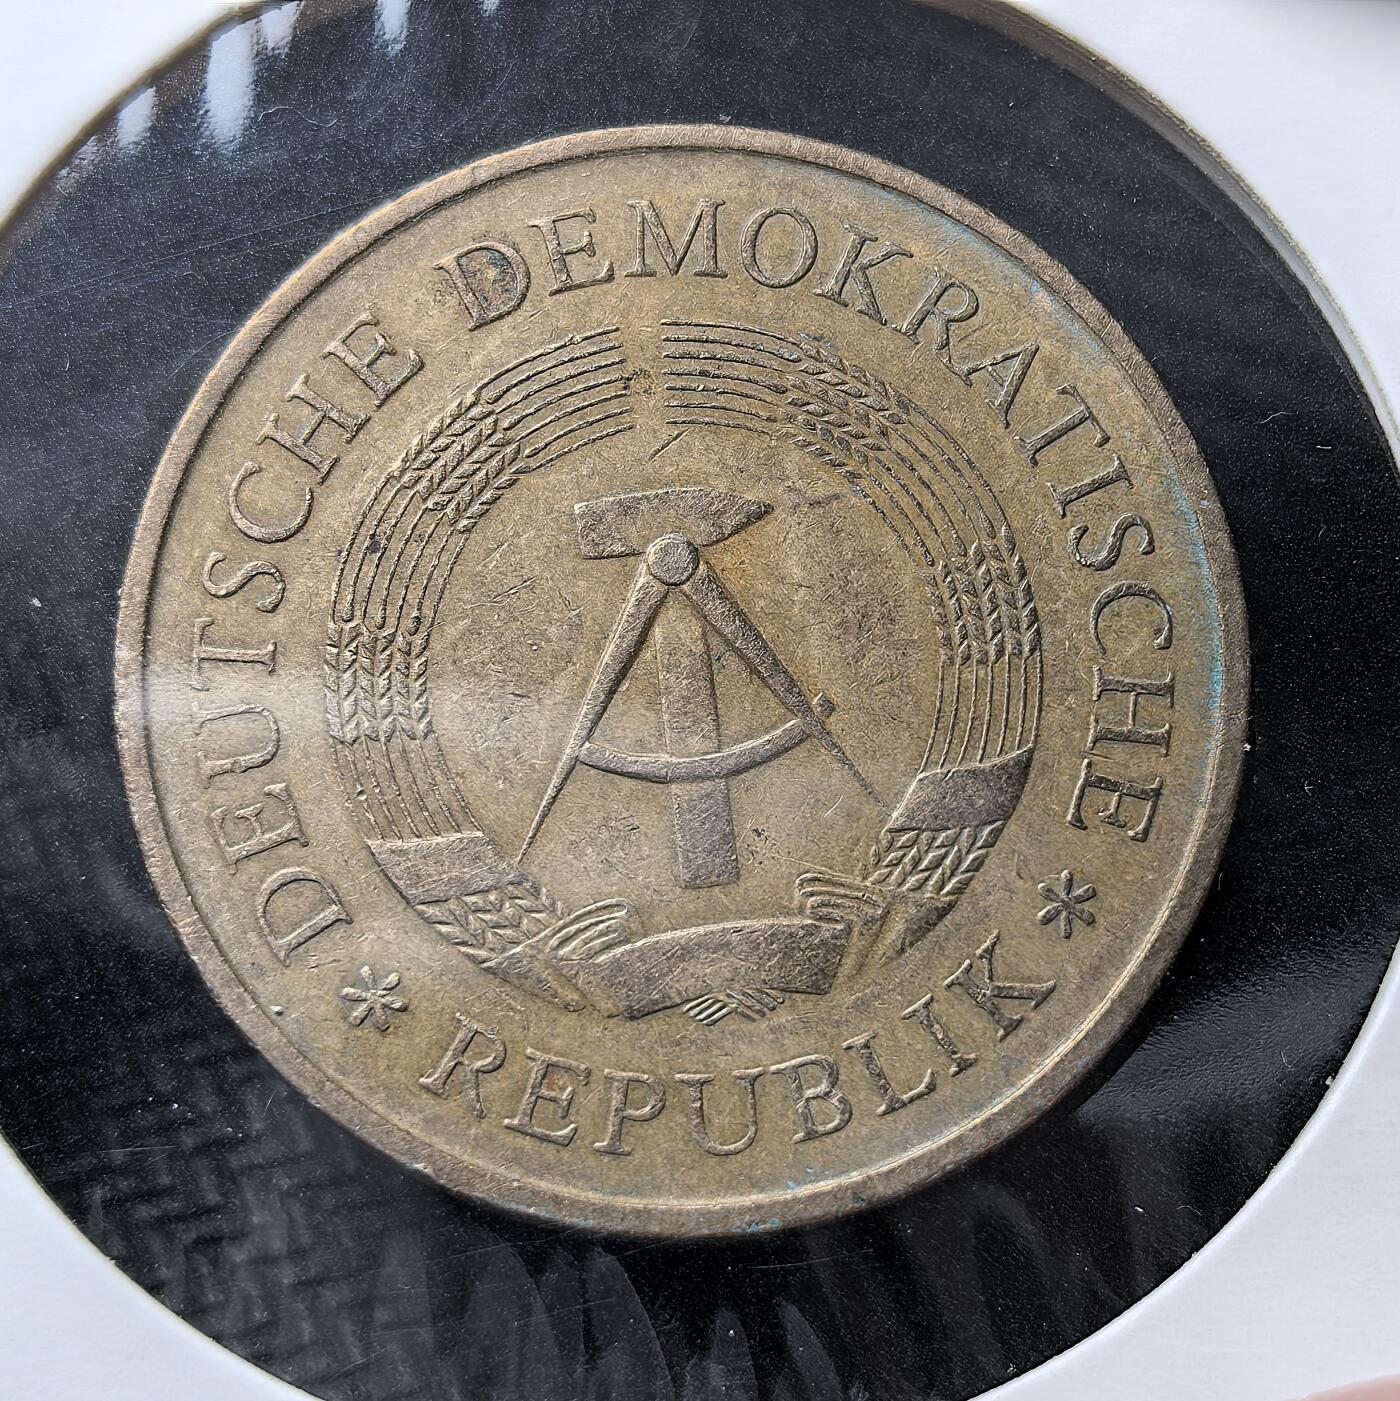 DEUTSCHE DEMOKRATISCHE
* REPUBLIK *